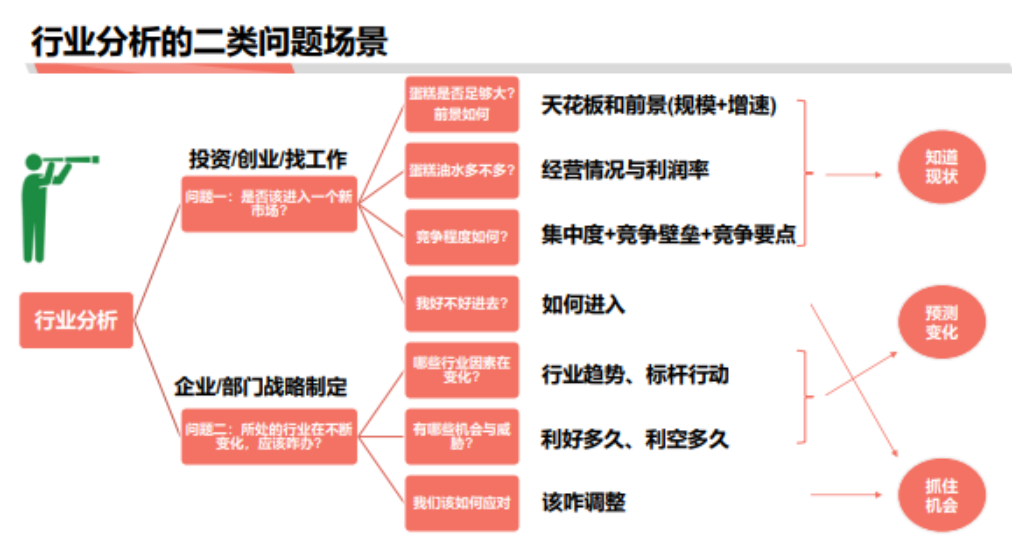 行业分析的二类问题场景
投资/创业/找工作
问题一：是否该进入一个新
市场？
蛋糕是否足够大？
前景如何
天花板和前景(规模+增速)
蛋糕油水多不多？
经营情况与利润率
竞争程度如何？
集中度+竞争壁垒+竞争要点
我好不好进去？
如何进入
知道
现状
行业分析
企业/部门战略制定
问题二：所处的行业在不断
变化，应该咋办？
哪些行业因素在
变化？
行业趋势、标杆行动
有哪些机会与威
胁？
利好多久、利空多久
我们该如何应对
该咋调整
预测
变化
抓住
机会